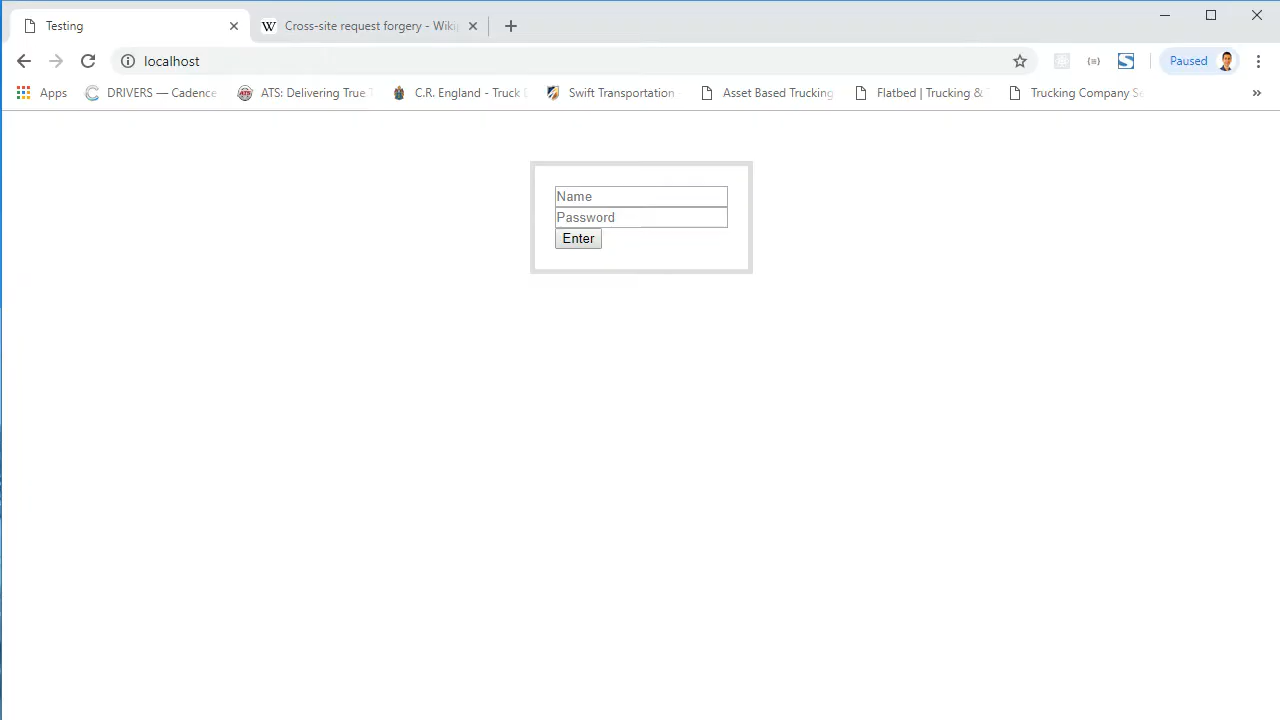 Testing
W Cross-site request forgery - Wiki
localhost
Paused
Apps
DRIVERS — Cadence
ATS: Delivering True
C.R. England - Truck
Swift Transportation
Asset Based Trucking
Flatbed | Trucking &
Trucking Company
Name
Password
Enter